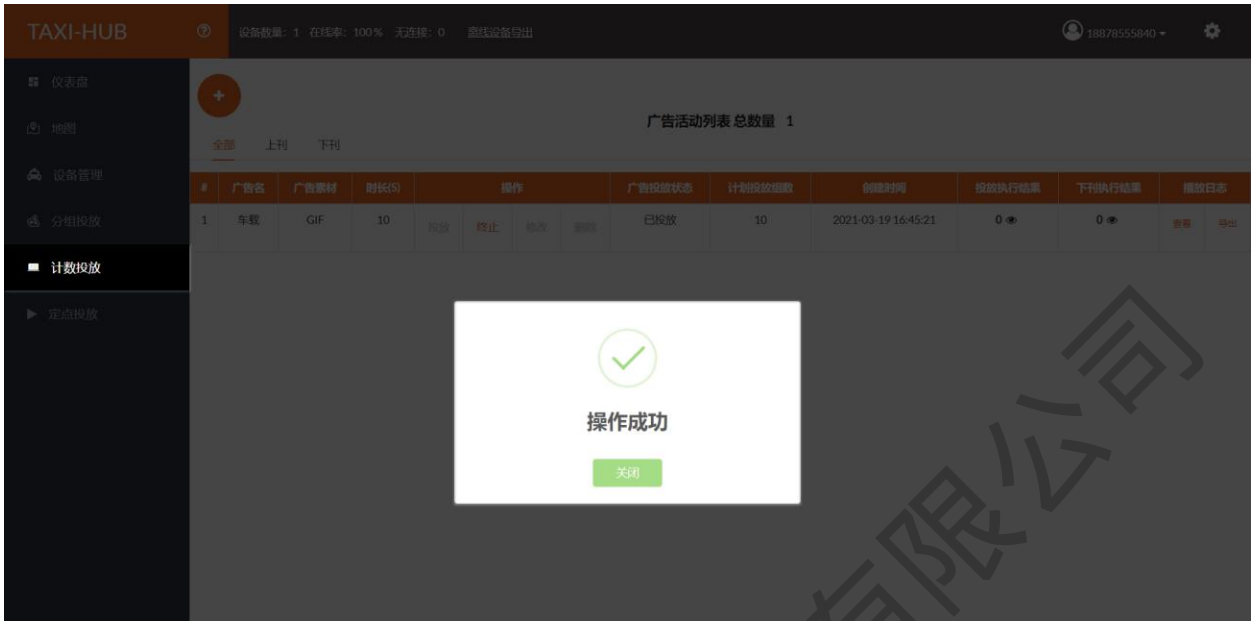 TAXI-HUB
设备数量: 1 在线率: 100% 无连接: 0 离线设备导出
18878555840
仪表盘
地图
设备管理
分组投放
计数投放
定点投放
+
广告活动列表 总数量 1
全部 上刊 下刊
# 广告名 广告素材 时长(S) 操作 广告投放状态 计划投放组数 创建时间 投放执行结果 下刊执行结果 播放日志
1 车载 GIF 10 投放 终止 修改 删除 已投放 10 2021-03-19 16:45:21 0 0 查看 导出
操作成功
关闭
有限公司